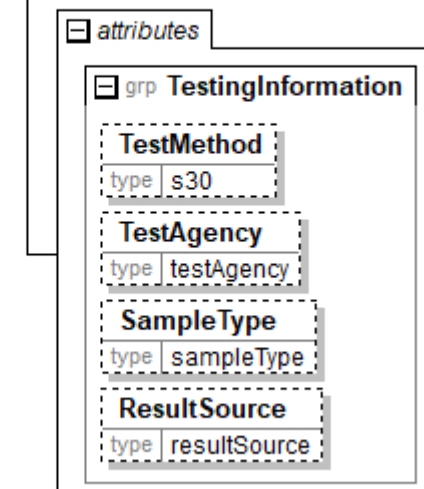 attributes
grp TestingInformation
TestMethod
type s30
TestAgency
type testAgency
SampleType
type sampleType
ResultSource
type resultSource